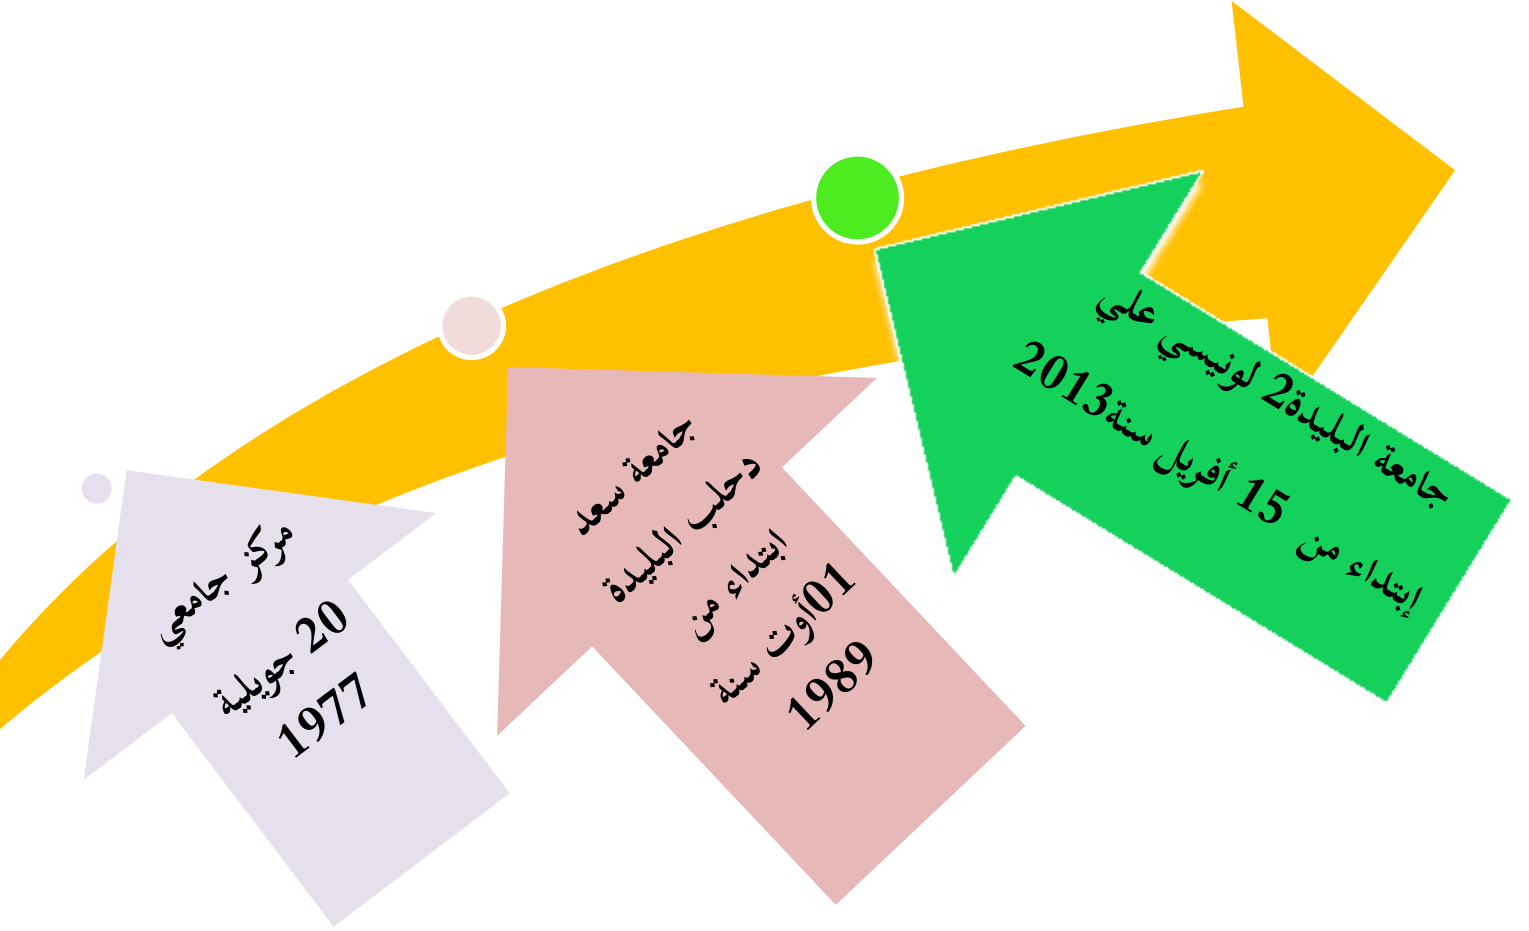 مركز جامعي
20 جويلية
1977
جامعة سعد
دحلب البليدة
ابتداء من
01أوت سنة
1989
جامعة البليدة2 لونيسي علي
إبتداء من 15 أفريل سنة2013